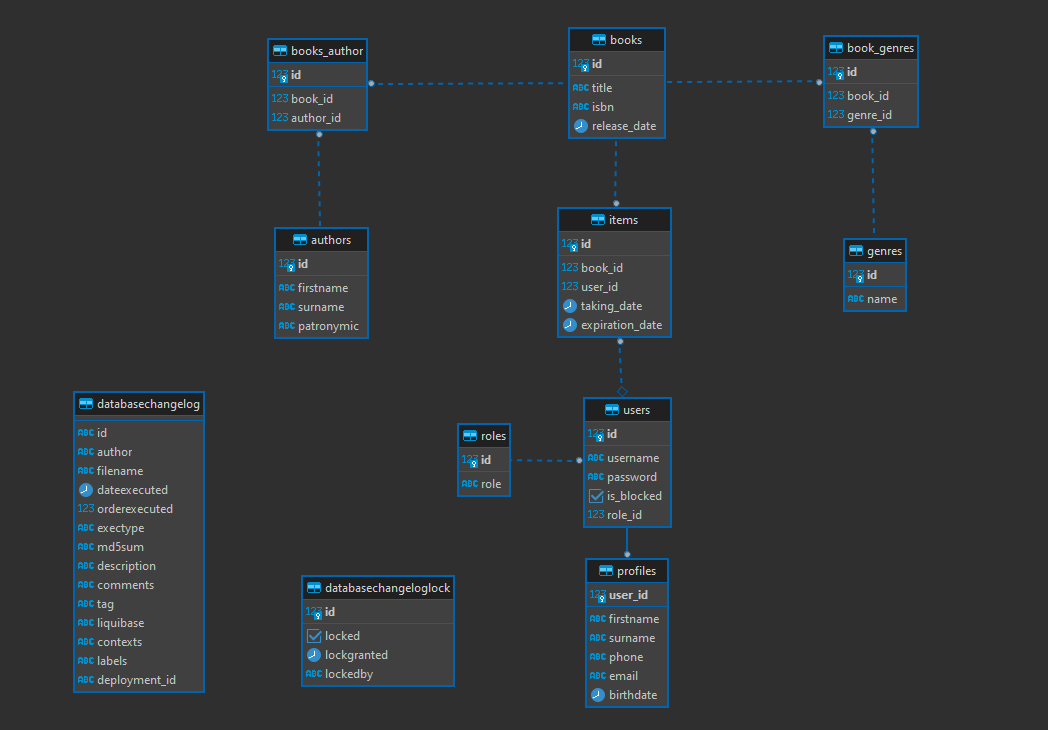 books_author
123 id
123 book_id
123 author_id
books
123 id
ABC title
ABC isbn
release_date
book_genres
123 id
123 book_id
123 genre_id
authors
123 id
ABC firstname
ABC surname
ABC patronymic
items
123 id
123 book_id
123 user_id
taking_date
expiration_date
genres
123 id
ABC name
databasechangelog
ABC id
ABC author
ABC filename
dateexecuted
123 orderexecuted
ABC exectype
ABC md5sum
ABC description
ABC comments
ABC tag
ABC liquibase
ABC contexts
ABC labels
ABC deployment_id
roles
123 id
ABC role
users
123 id
ABC username
ABC password
is_blocked
123 role_id
databasechangeloglock
123 id
locked
lockgranted
ABC lockedby
profiles
123 user_id
ABC firstname
ABC surname
ABC phone
ABC email
birthdate